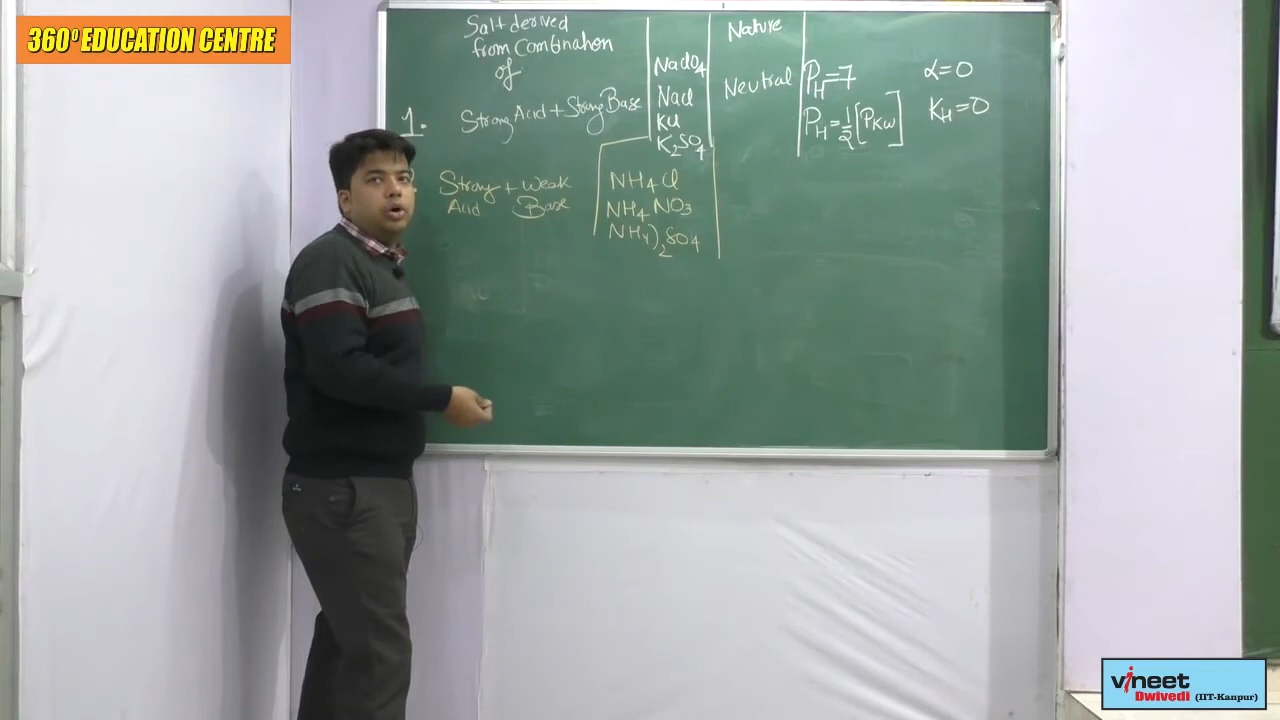 360⁰ EDUCATION CENTRE
Salt derived
from Combination
of
Nature
1.
Strong Acid + Strong Base
NaClO4
NaCl
KCl
K2SO4
Neutral
PH=7
PH=1/2[PKw]
α=0
KH=0
Strong + Weak
Acid Base
NH4Cl
NH4NO3
NH4)2SO4
vineet
Dwivedi (IIT-Kanpur)